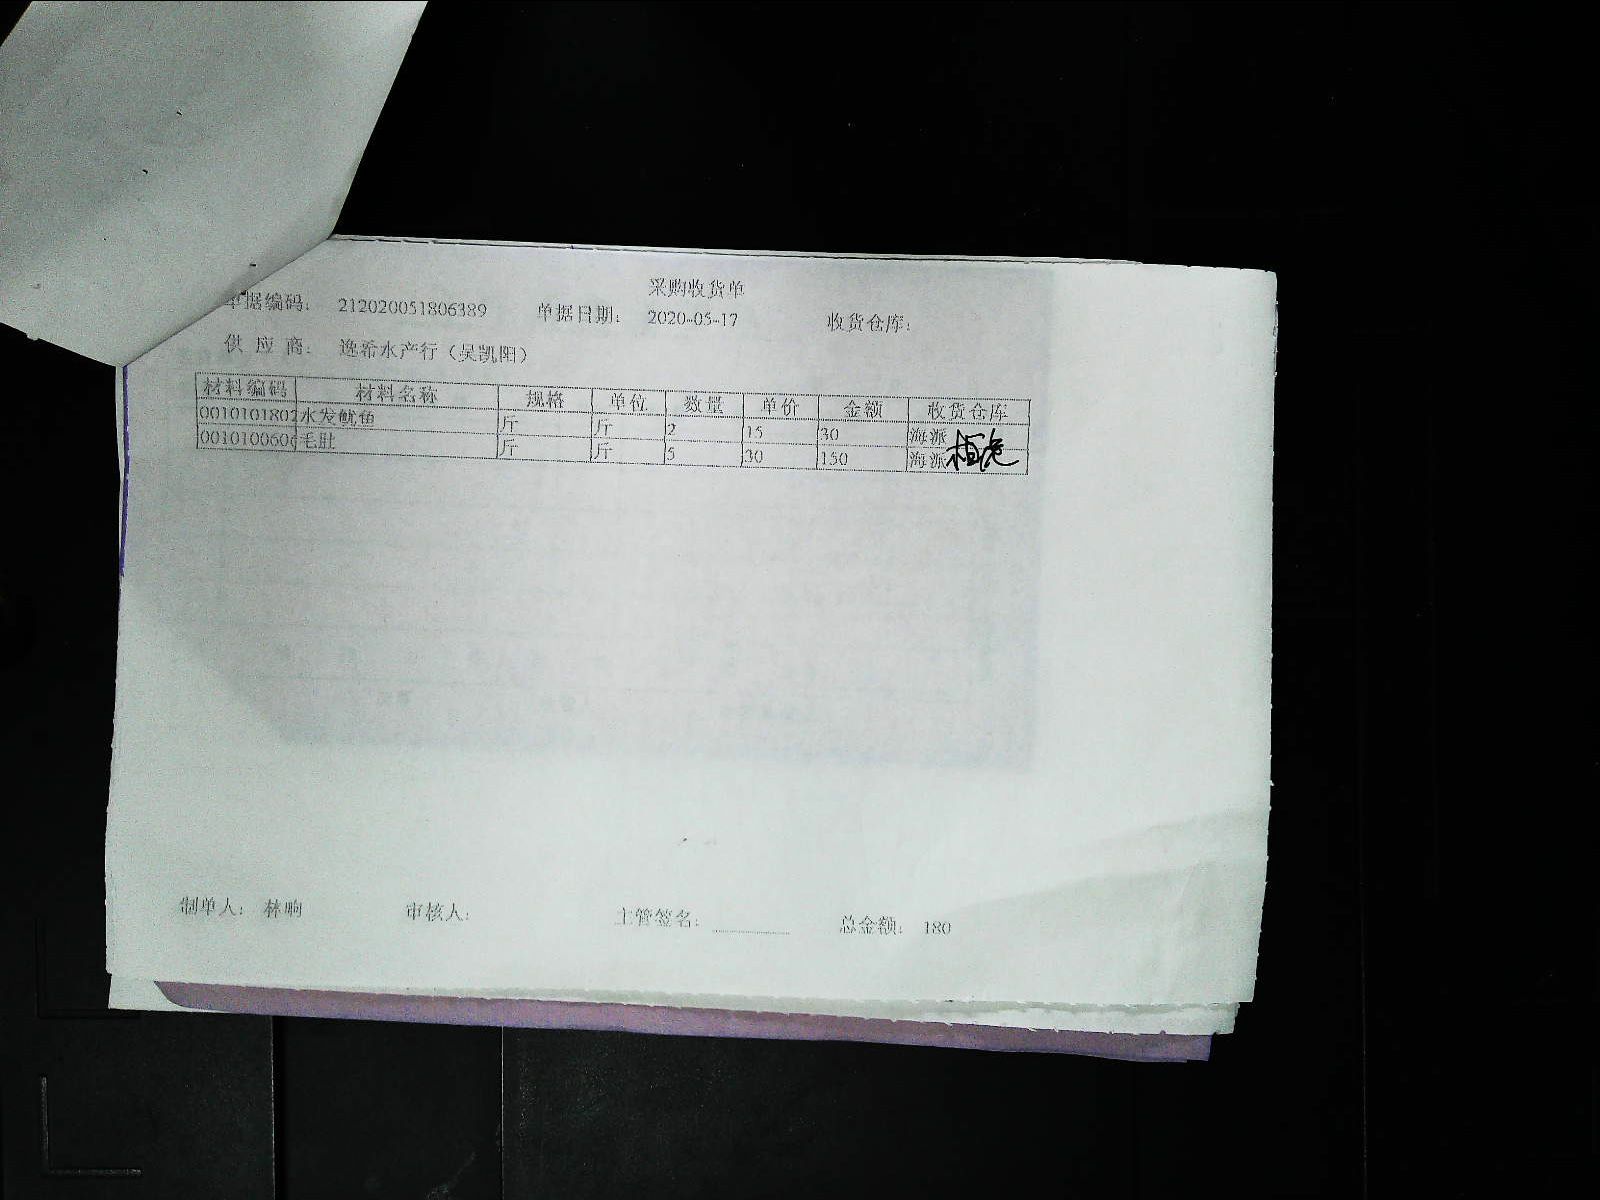 采购收货单
单据编码： 212020051806389 单据日期： 2020-05-17 收货仓库：
供 应 商： 逸希水产行（吴凯阳）
材料编码 材料名称 规格 单位 数量 单价 金额 收货仓库
0010101802 水发鱿鱼 斤 斤 2 15 30 海派
001010060 毛肚 斤 斤 5 30 150 海派
制单人： 林晌 审核人： 主管签名： 总金额： 180